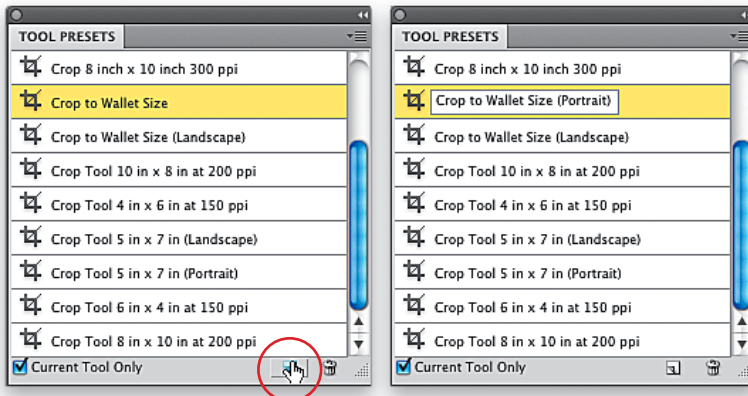 TOOL PRESETS
Crop 8 inch x 10 inch 300 ppi
Crop to Wallet Size
Crop to Wallet Size (Landscape)
Crop Tool 10 in x 8 in at 200 ppi
Crop Tool 4 in x 6 in at 150 ppi
Crop Tool 5 in x 7 in (Landscape)
Crop Tool 5 in x 7 in (Portrait)
Crop Tool 6 in x 4 in at 150 ppi
Crop Tool 8 in x 10 in at 200 ppi
Current Tool Only
TOOL PRESETS
Crop 8 inch x 10 inch 300 ppi
Crop to Wallet Size (Portrait)
Crop to Wallet Size (Landscape)
Crop Tool 10 in x 8 in at 200 ppi
Crop Tool 4 in x 6 in at 150 ppi
Crop Tool 5 in x 7 in (Landscape)
Crop Tool 5 in x 7 in (Portrait)
Crop Tool 6 in x 4 in at 150 ppi
Crop Tool 8 in x 10 in at 200 ppi
Current Tool Only